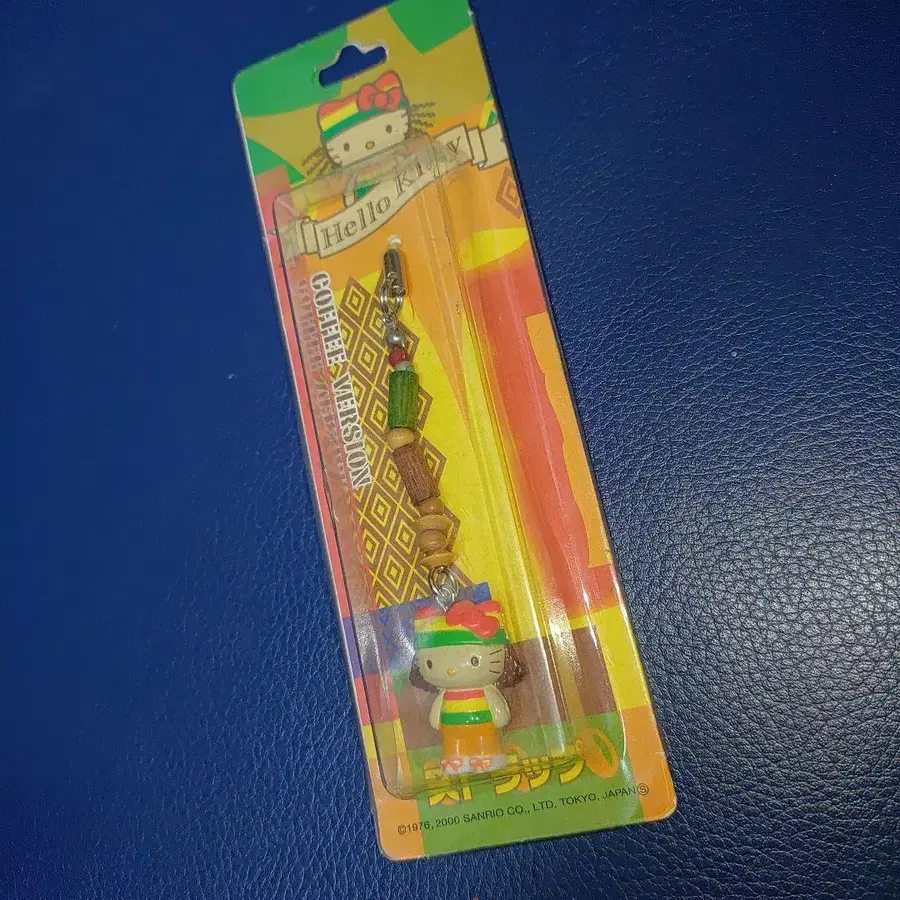 Hello Kitty
COFFEE VERSION
ストラップ
©1976, 2000 SANRIO CO., LTD. TOKYO, JAPAN Ⓢ